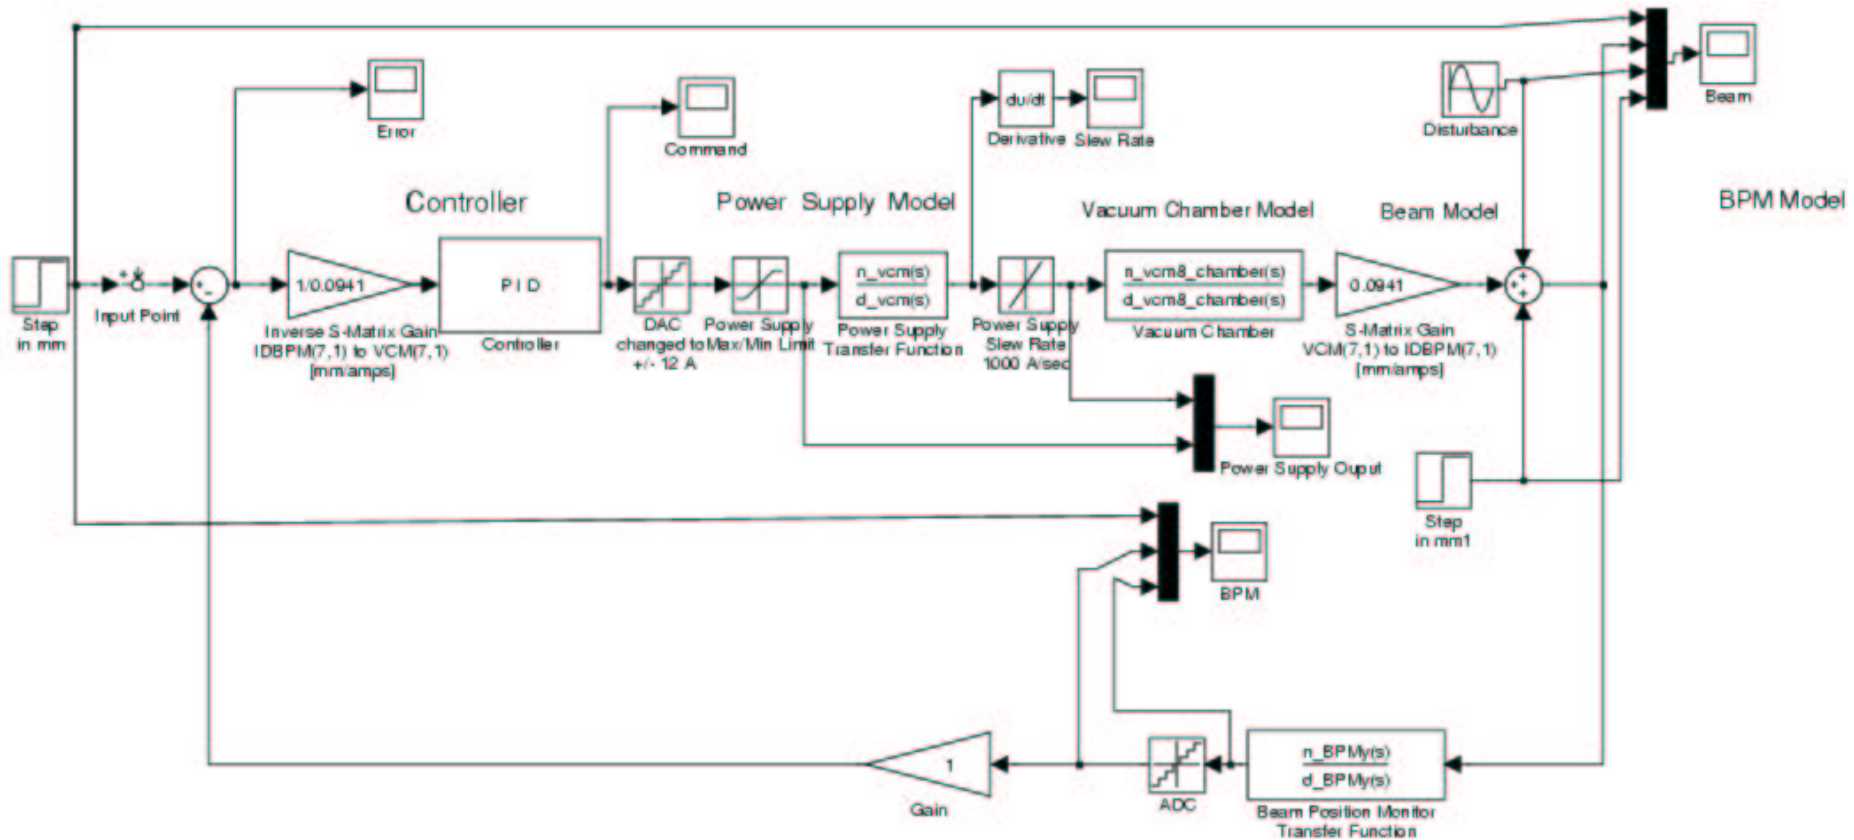 Beam
Disturbance
Error
Command
du/dt
Derivative
Slew Rate
Controller
Power Supply Model
Vacuum Chamber Model
Beam Model
BPM Model
Step
in mm
Input Point
1/0.0941
Inverse S-Matrix Gain
IDBPM(7,1) to VCM(7,1)
[mm/amps]
P I D
Controller
DAC
changed to
+/- 12 A
Power Supply
Max/Min Limit
n_vcm(s)
d_vcm(s)
Power Supply
Transfer Function
Power Supply
Slew Rate
1000 A/sec
n_vcm8_chamber(s)
d_vcm8_chamber(s)
Vacuum Chamber
0.0941
S-Matrix Gain
VCM(7,1) to IDBPM(7,1)
[mm/amps]
Power Supply Ouput
Step
in mm1
BPM
1
Gain
ADC
n_BPMy(s)
d_BPMy(s)
Beam Position Monitor
Transfer Function